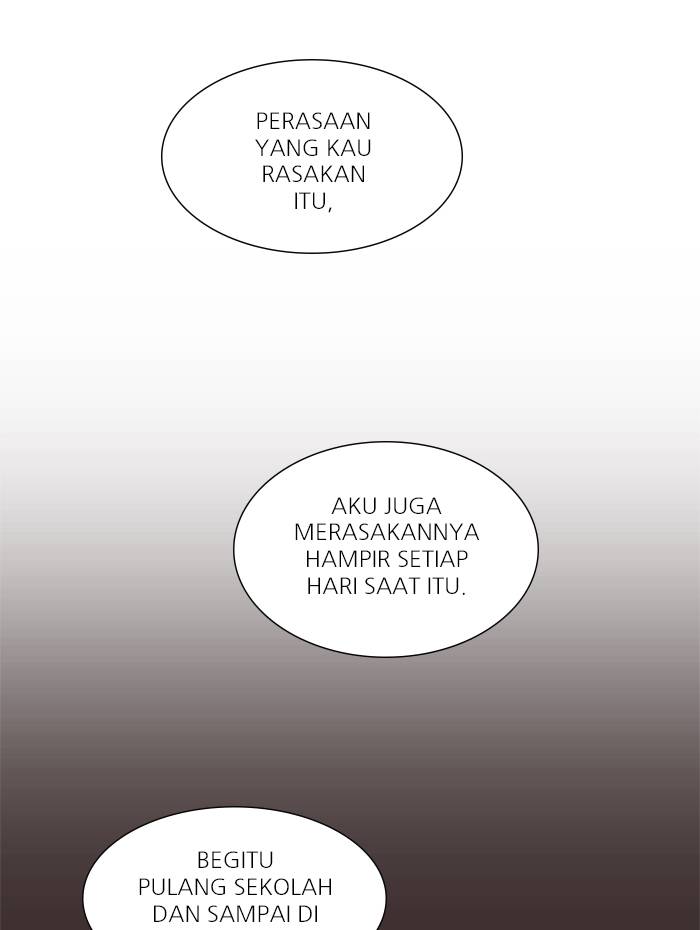 PERASAAN
YANG KAU
RASAKAN
ITU,
AKU JUGA
MERASAKANNYA
HAMPIR SETIAP
HARI SAAT ITU.
BEGITU
PULANG SEKOLAH
DAN SAMPAI DI